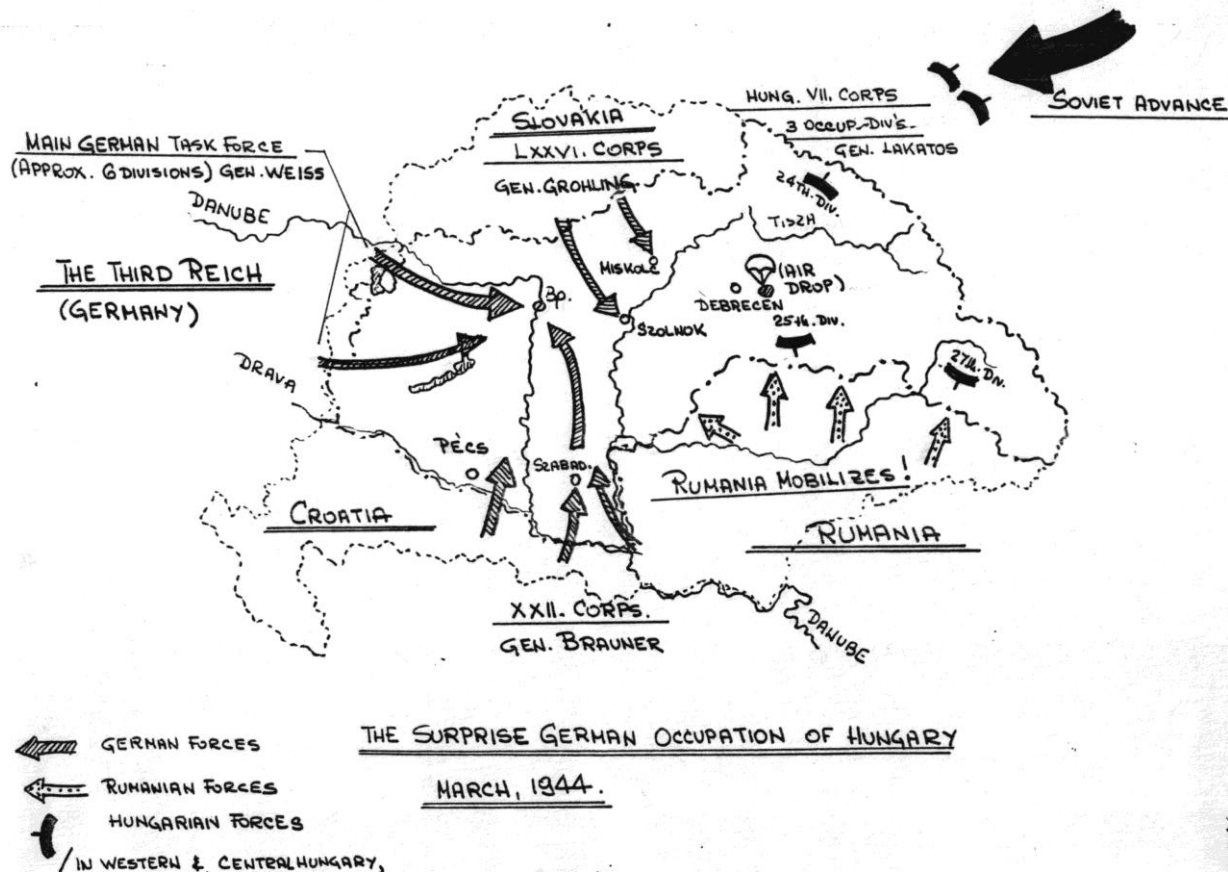 HUNG. VII. CORPS
3 OCCUP-DIV'S
GEN. LAKATOS
SOVIET ADVANCE
MAIN GERMAN TASK FORCE
(APPROX. 6 DIVISIONS) GEN. WEISS
SLOVAKIA
LXXVI. CORPS
GEN. GROHLING
24TH. DIV.
DANUBE
TISZA
THE THIRD REICH
(GERMANY)
MISKOLC
(AIR
DROP)
DEBRECEN
Bp.
SZOLNOK
25th. DIV.
DRAVA
27th. DIV.
PÈCS
SZABAD.
RUMANIA MOBILIZES!
CROATIA
RUMANIA
XXII. CORPS.
GEN. BRAUNER
DANUBE
GERMAN FORCES
RUMANIAN FORCES
HUNGARIAN FORCES
/IN WESTERN & CENTRAL HUNGARY,
THE SURPRISE GERMAN OCCUPATION OF HUNGARY
MARCH, 1944.